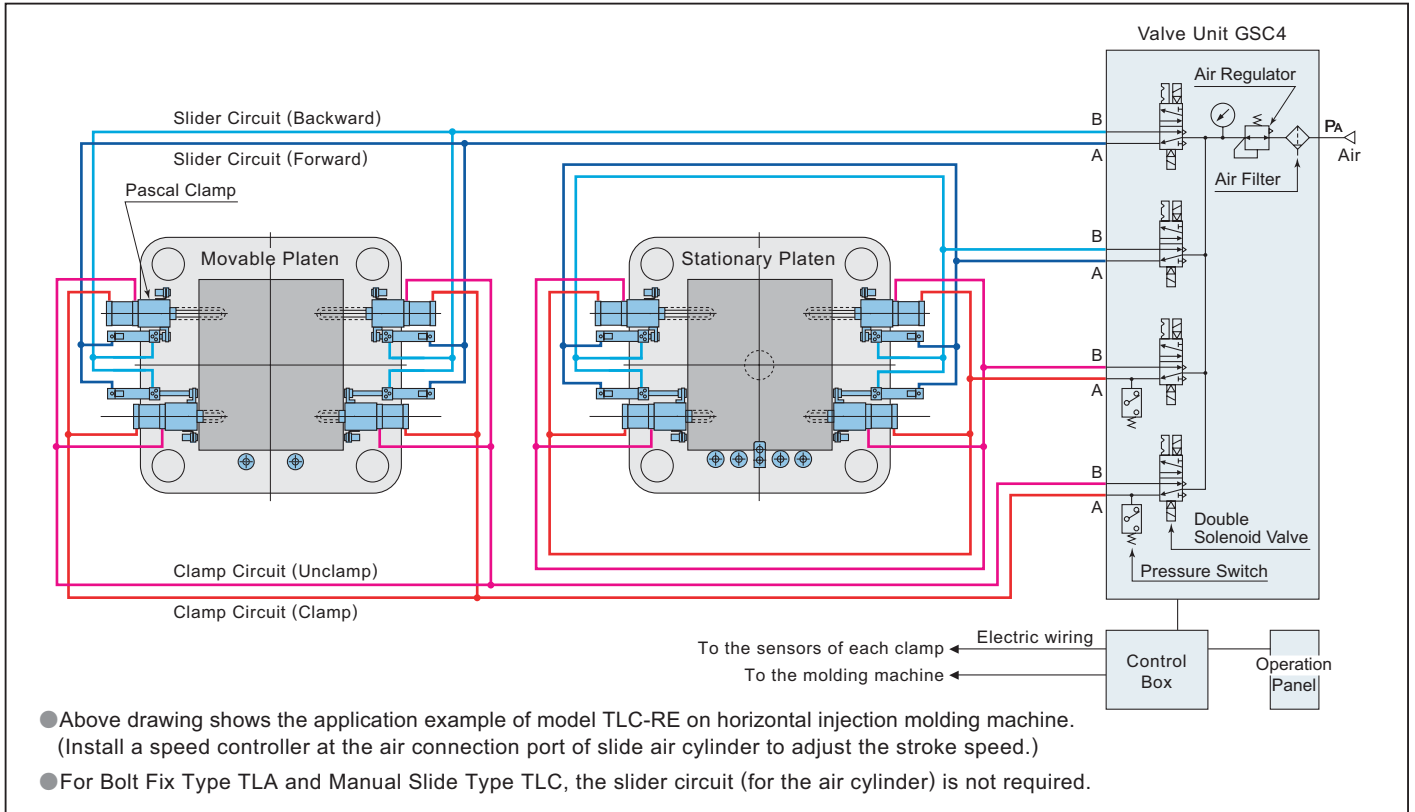 Valve Unit GSC4
Air Regulator
PA
Air
Air Filter
Slider Circuit (Backward)
Slider Circuit (Forward)
Pascal Clamp
Movable Platen
Stationary Platen
B
A
B
A
B
A
B
A
Double
Solenoid Valve
Pressure Switch
Clamp Circuit (Unclamp)
Clamp Circuit (Clamp)
To the sensors of each clamp
Electric wiring
To the molding machine
Control
Box
Operation
Panel
●Above drawing shows the application example of model TLC-RE on horizontal injection molding machine.
(Install a speed controller at the air connection port of slide air cylinder to adjust the stroke speed.)
●For Bolt Fix Type TLA and Manual Slide Type TLC, the slider circuit (for the air cylinder) is not required.